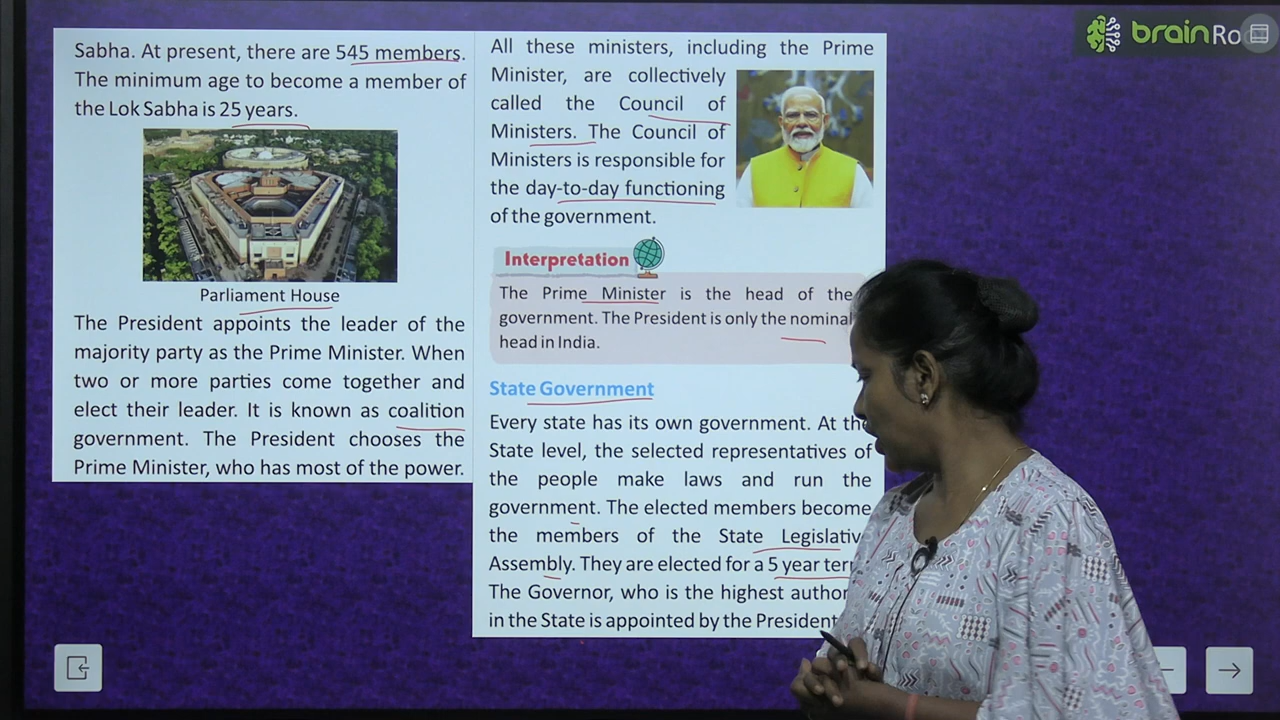 Sabha. At present, there are 545 members.
The minimum age to become a member of
the Lok Sabha is 25 years.
Parliament House
The President appoints the leader of the
majority party as the Prime Minister. When
two or more parties come together and
elect their leader. It is known as coalition
government. The President chooses the
Prime Minister, who has most of the power.
All these ministers, including the Prime
Minister, are collectively
called the Council of
Ministers. The Council of
Ministers is responsible for
the day-to-day functioning
of the government.
Interpretation
The Prime Minister is the head of the
government. The President is only the nominal
head in India.
State Government
Every state has its own government. At the
State level, the selected representatives of
the people make laws and run the
government. The elected members become
the members of the State Legislativ
Assembly. They are elected for a 5 year ter
The Governor, who is the highest author
in the State is appointed by the President
brainRo